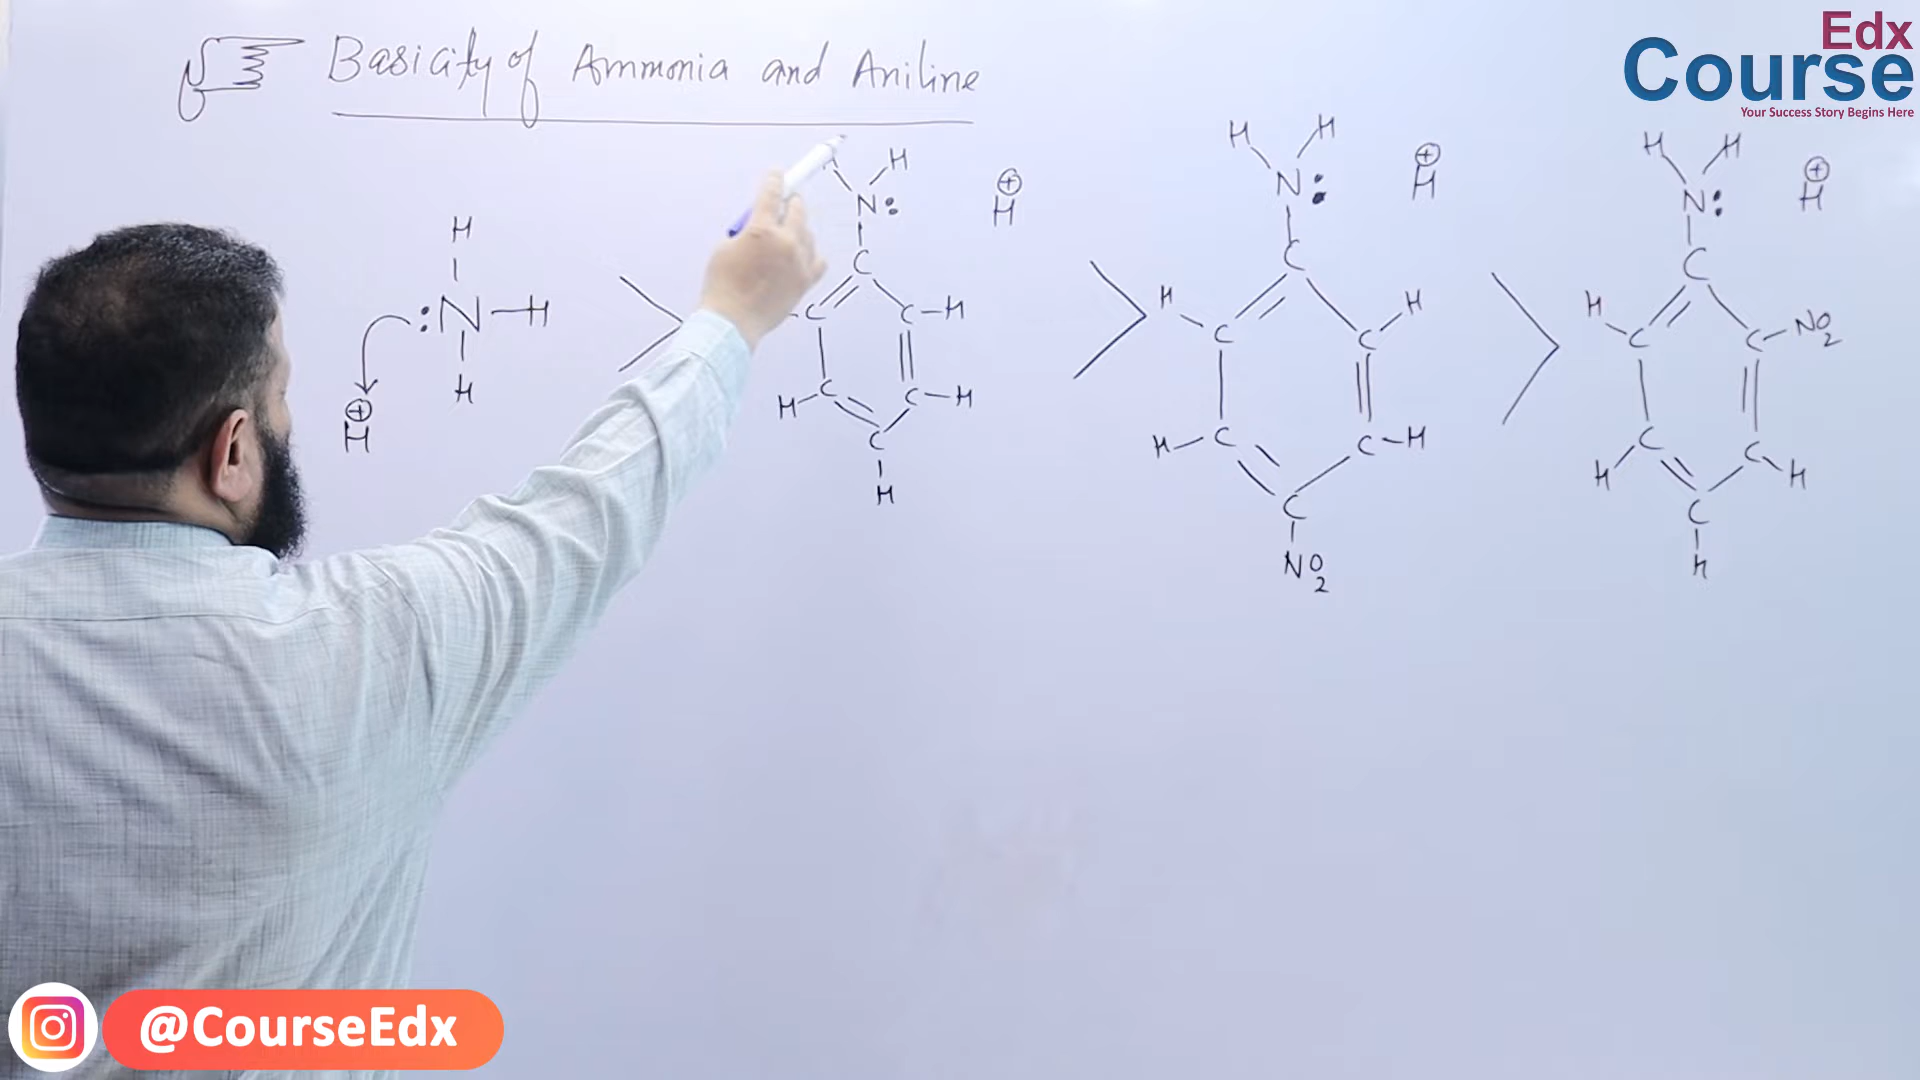 Basicity of Ammonia and Aniline
Edx
Course
Your Success Story Begins Here
H
:N-H
H
⊕
H
>
H
N:
C
C
C-H
H-C
C-H
C
H
⊕
H
>
H H
N:
C
H-C
C-H
H-C
C-H
C
NO2
⊕
H
>
H H
N:
C
H-C
C-NO2
H-C
C-H
C
H
⊕
H
@CourseEdx